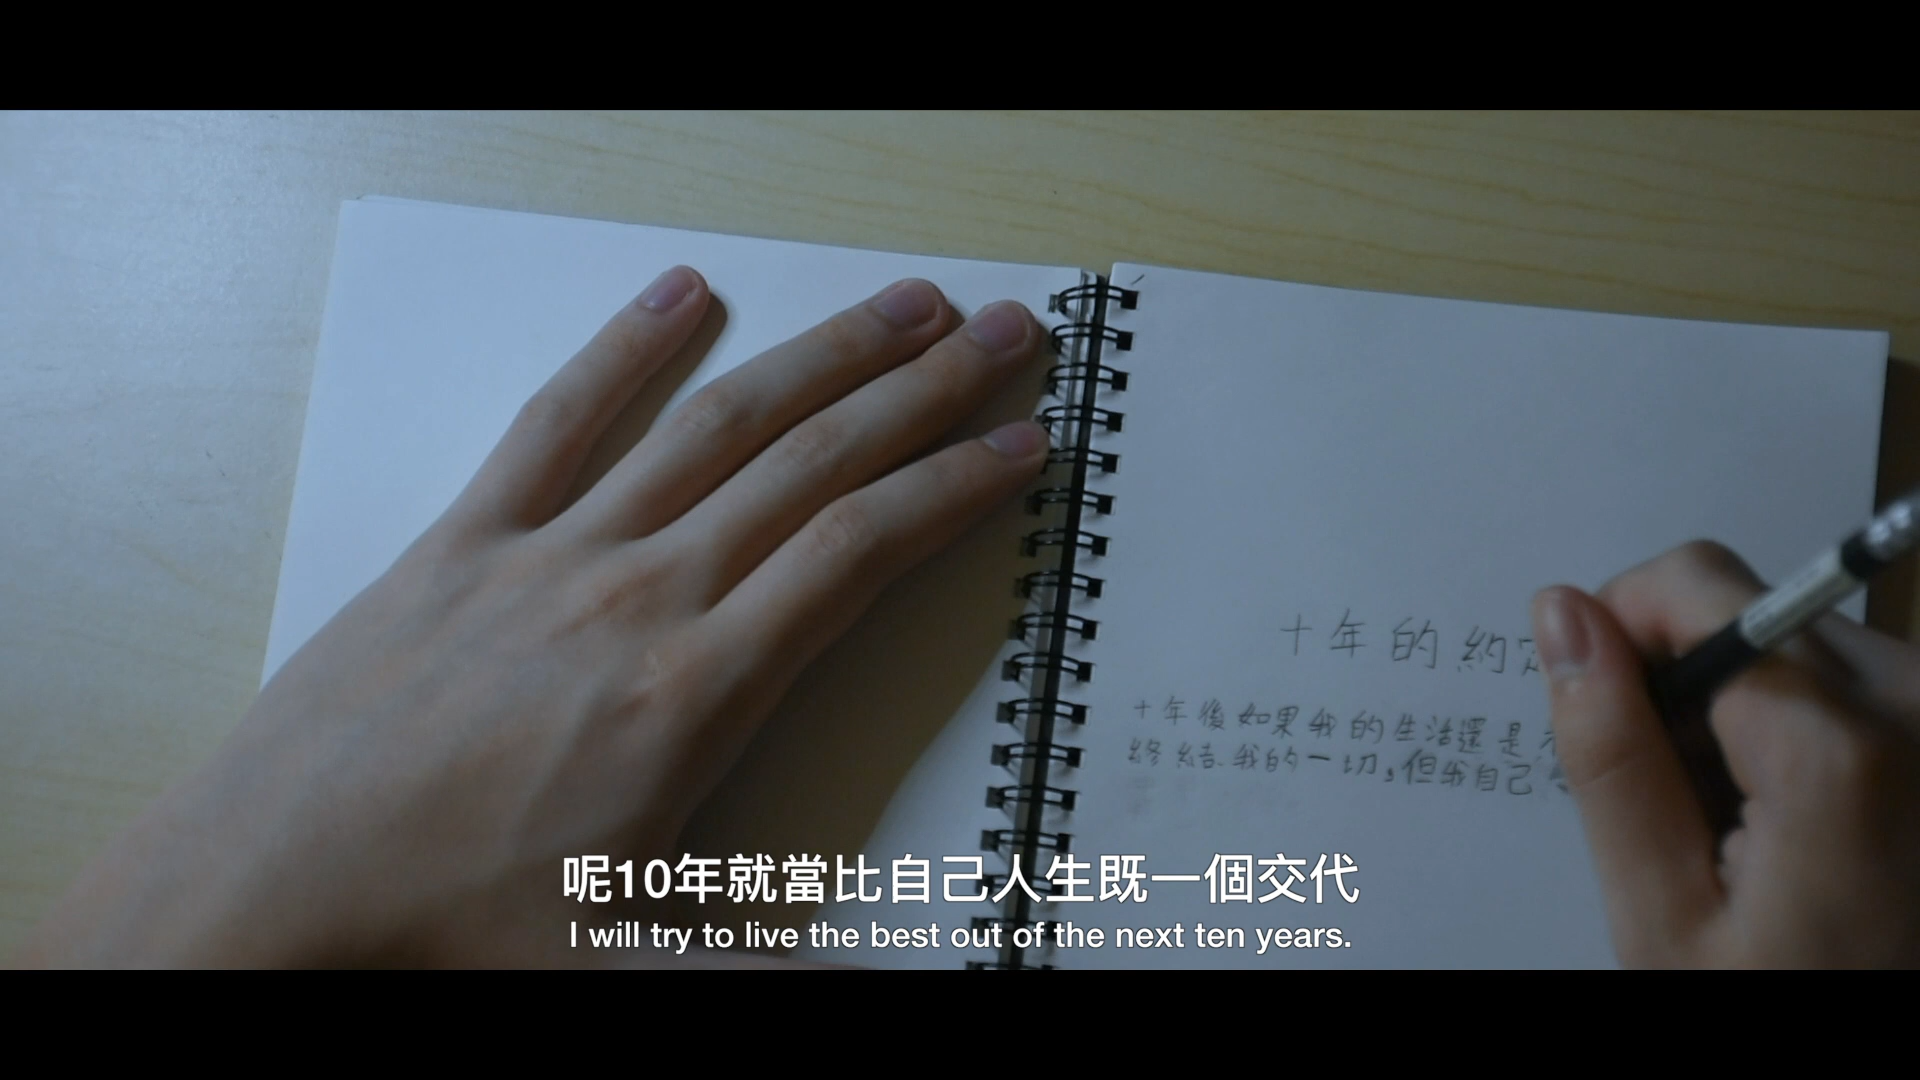 十年的約定
十年後如果我的生活還是
終結我的一切。但我自己
呢10年就當比自己人生既一個交代
I will try to live the best out of the next ten years.